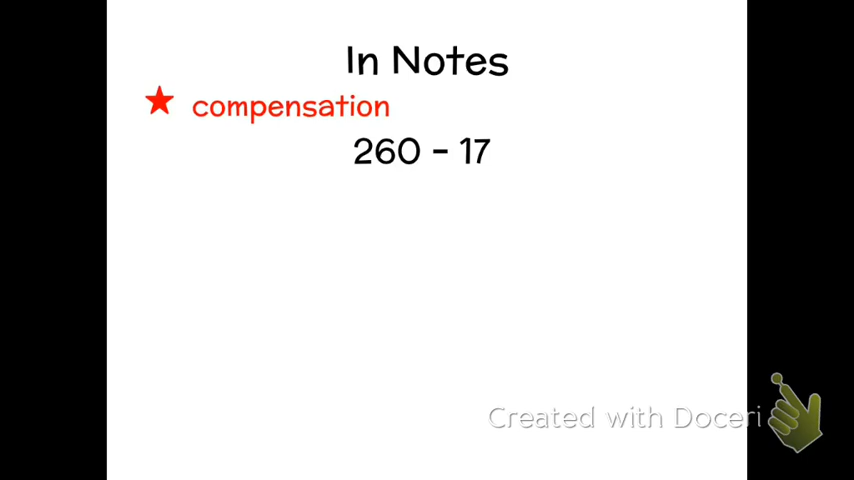 In Notes
★ compensation
260 - 17
Created with Doceri